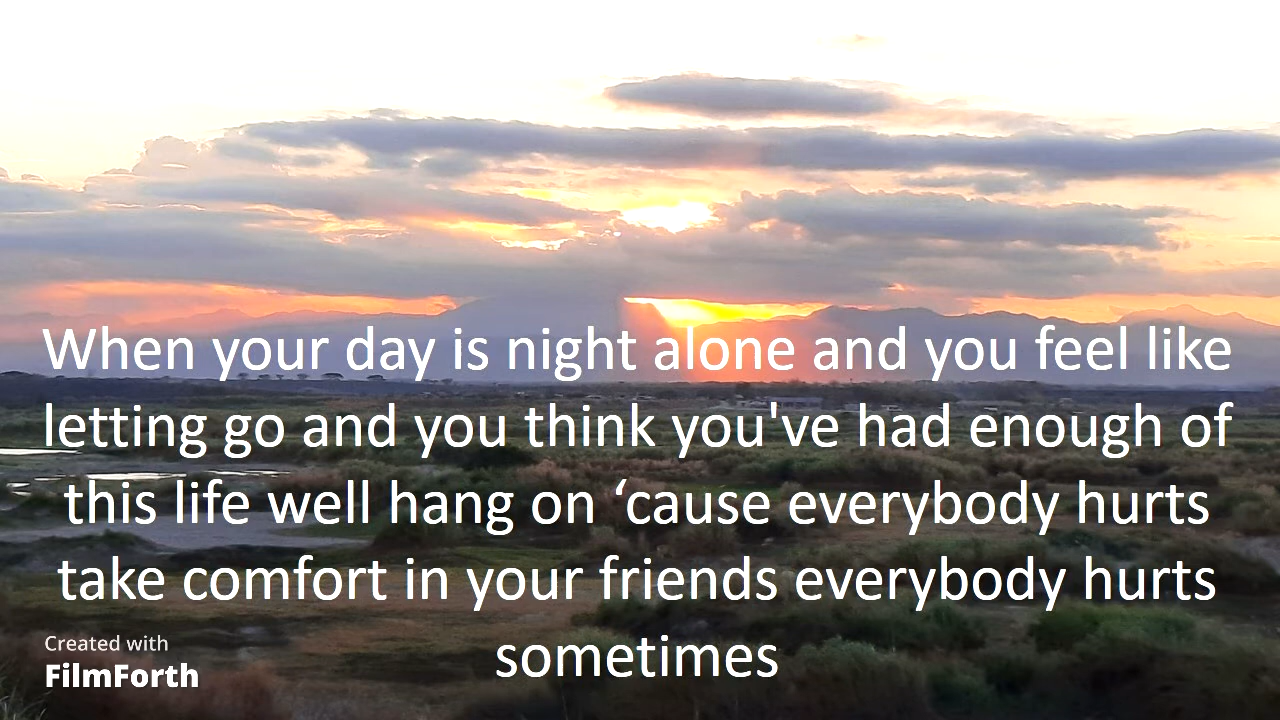 When your day is night alone and you feel like
letting go and you think you've had enough of
this life well hang on ‘cause everybody hurts
take comfort in your friends everybody hurts
sometimes
Created with
FilmForth